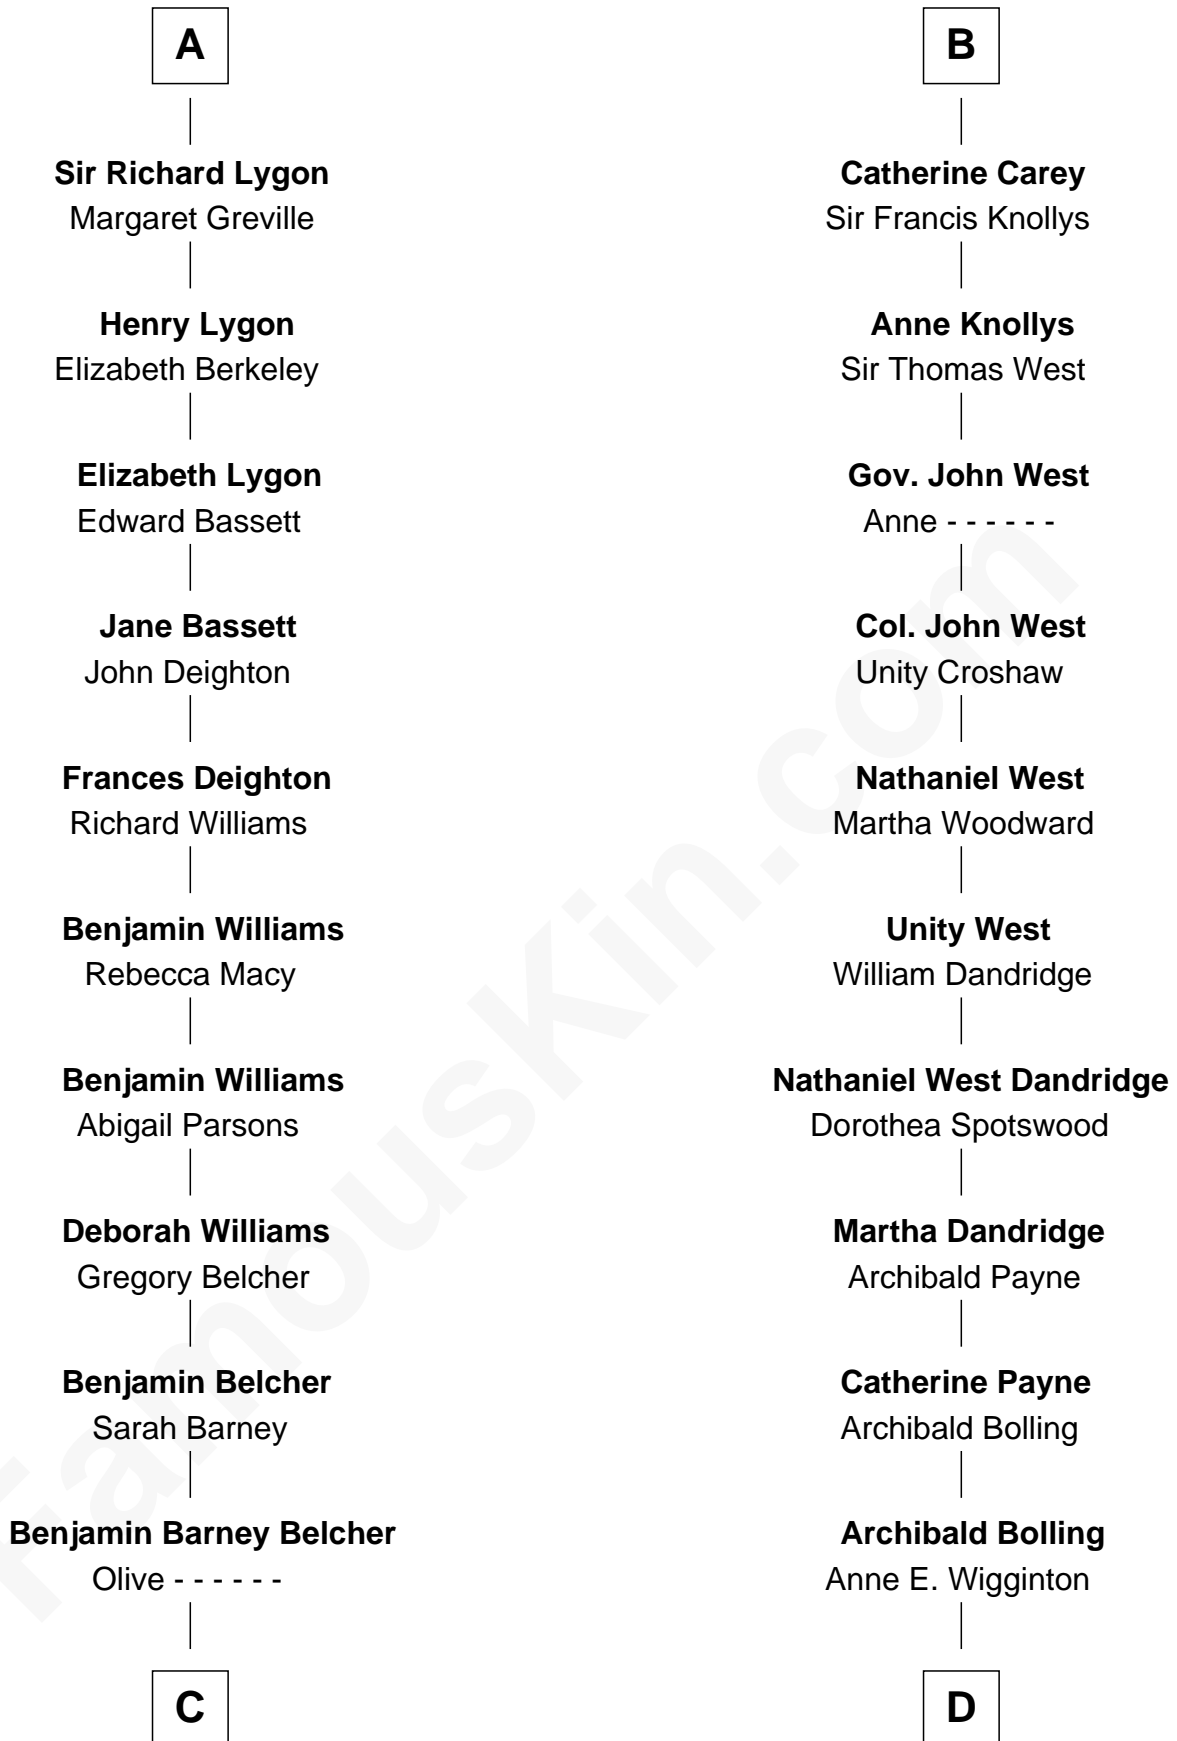 A
Sir Richard Lygon
Margaret Greville
Henry Lygon
Elizabeth Berkeley
Elizabeth Lygon
Edward Bassett
Jane Bassett
John Deighton
Frances Deighton
Richard Williams
Benjamin Williams
Rebecca Macy
Benjamin Williams
Abigail Parsons
Deborah Williams
Gregory Belcher
Benjamin Belcher
Sarah Barney
Benjamin Barney Belcher
Olive - - - - - -
C
B
Catherine Carey
Sir Francis Knollys
Anne Knollys
Sir Thomas West
Gov. John West
Anne - - - - - -
Col. John West
Unity Croshaw
Nathaniel West
Martha Woodward
Unity West
William Dandridge
Nathaniel West Dandridge
Dorothea Spotswood
Martha Dandridge
Archibald Payne
Catherine Payne
Archibald Bolling
Archibald Bolling
Anne E. Wigginton
D
FamousKin.com